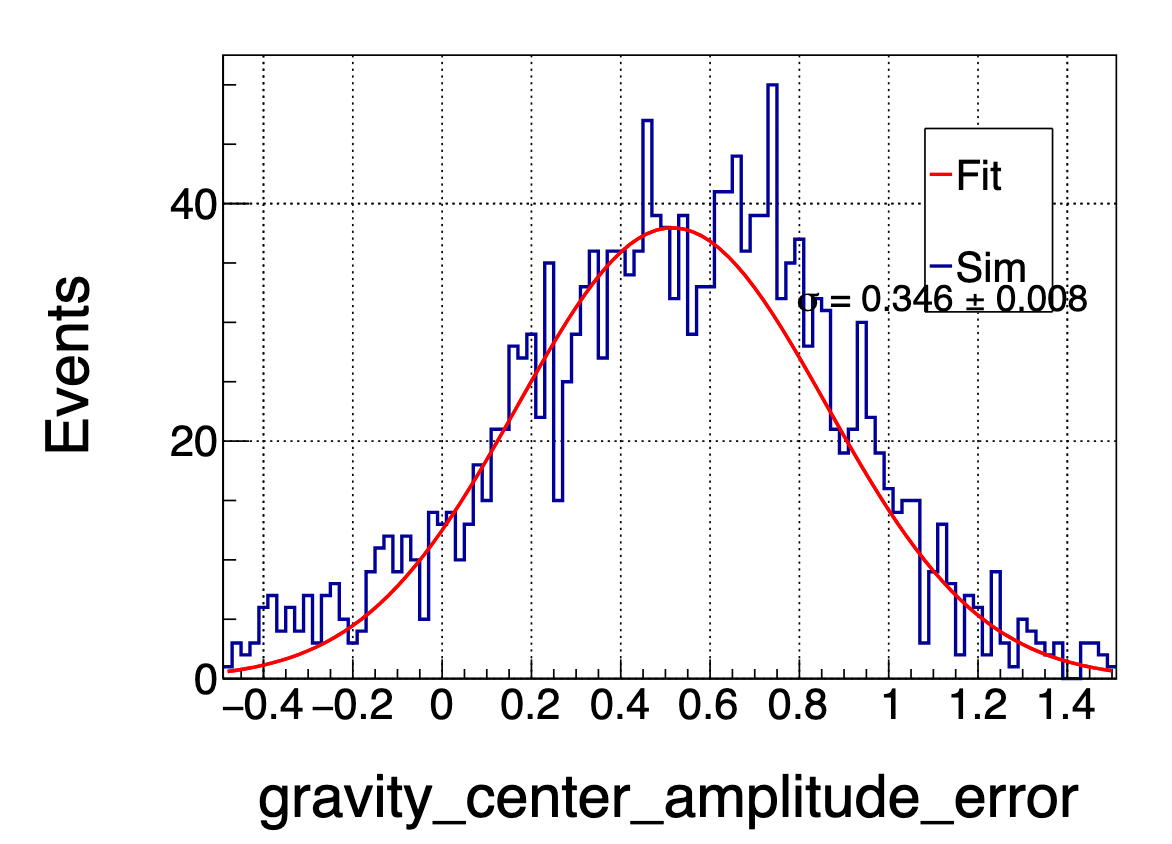 Events
40
20
0
Fit
Sim
σ = 0.346 ± 0.008
−0.4 −0.2 0 0.2 0.4 0.6 0.8 1 1.2 1.4
gravity_center_amplitude_error